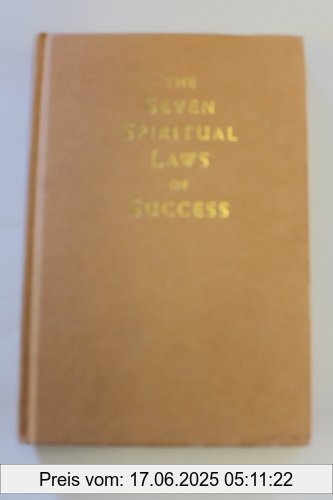 THE
SEVEN
SPIRITUAL
LAWS
OF
SUCCESS
Preis vom: 17.06.2025 05:11:22